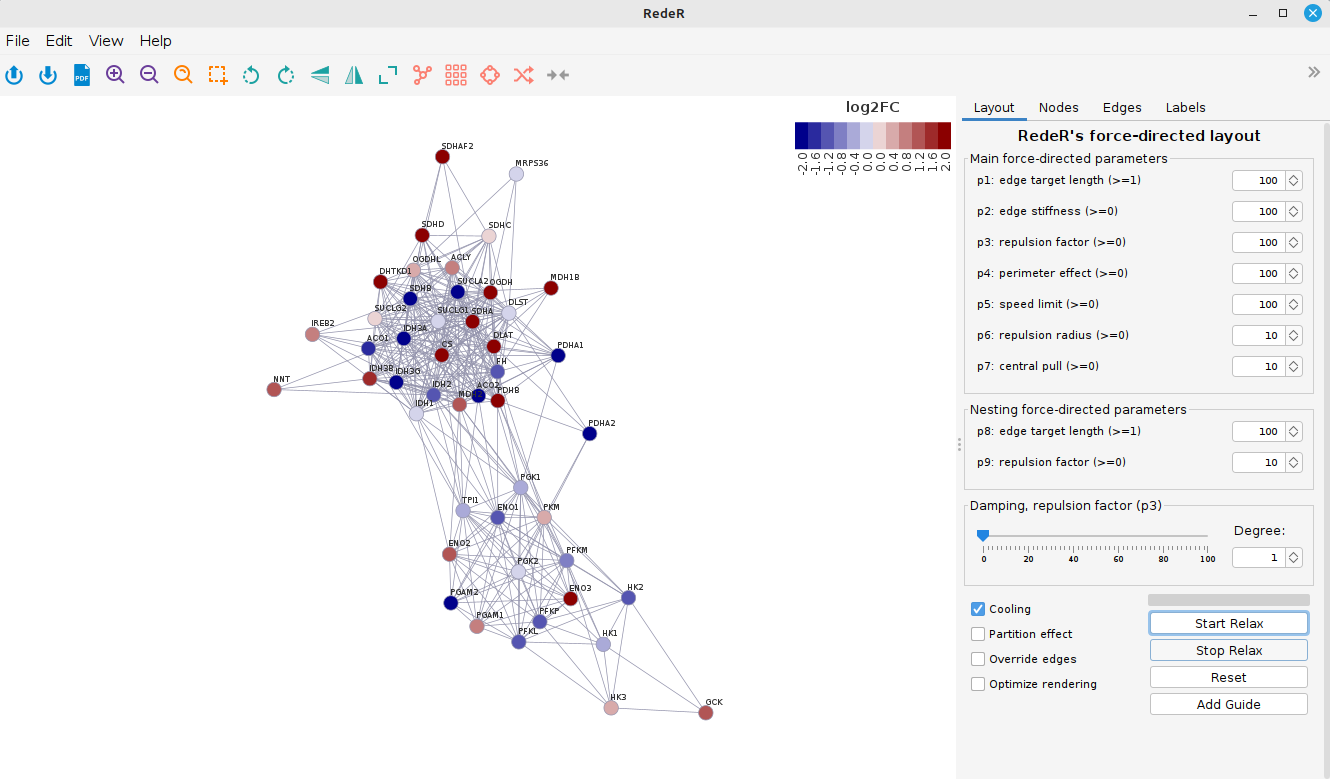 RedeR
File Edit View Help
PDF
log2FC
-2.0 -1.6 -1.2 -0.8 -0.4 0.0 0.0 0.4 0.8 1.2 1.6 2.0
SDHAF2
MRPS36
SDHD
SDHC
OGDHL
ACLY
DHTKD1
SUCLA2
OGDH
MDH1B
SDHB
DLST
SUCLG2
SUCLG1
SDHA
IREB2
IDH3A
ACO1
CS
DLAT
PDHA1
FH
IDH3B
IDH3G
NNT
IDH2
ACO2
PDHB
IDH1
PDHA2
PGK1
TPI1
ENO1
PKM
ENO2
PFKM
PGK2
PGAM2
ENO3
HK2
PGAM1
PFKP
PFKL
HK1
HK3
GCK
Layout Nodes Edges Labels
RedeR's force-directed layout
Main force-directed parameters
p1: edge target length (>=1) 100
p2: edge stiffness (>=0) 100
p3: repulsion factor (>=0) 100
p4: perimeter effect (>=0) 100
p5: speed limit (>=0) 100
p6: repulsion radius (>=0) 10
p7: central pull (>=0) 10
Nesting force-directed parameters
p8: edge target length (>=1) 100
p9: repulsion factor (>=0) 10
Damping, repulsion factor (p3)
Degree:
0 20 40 60 80 100
1
Cooling
Partition effect
Override edges
Optimize rendering
Start Relax
Stop Relax
Reset
Add Guide